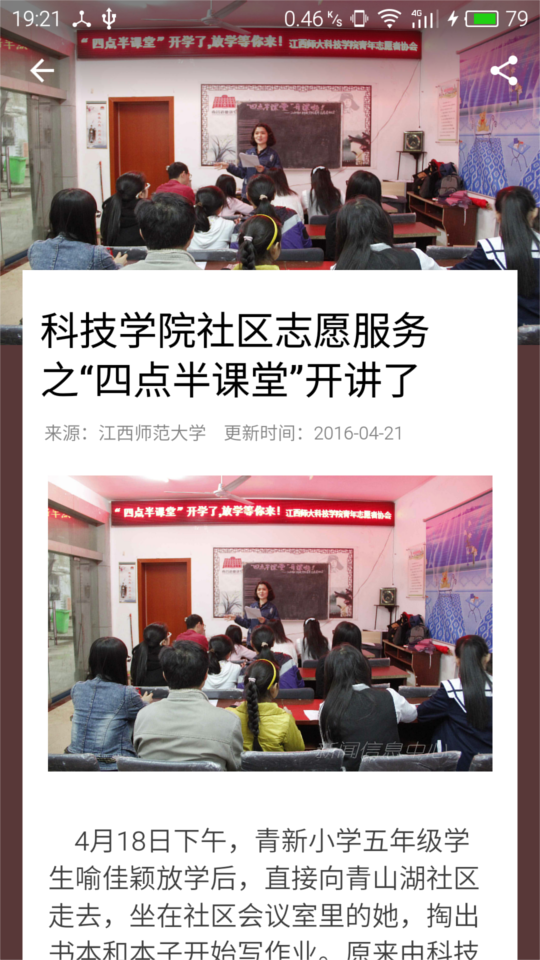 19:21
0.46 K/s
4G
79
“四点半课堂”开学了,放学等你来！江西师大科技学院青年志愿者协会
科技学院社区志愿服务
之“四点半课堂”开讲了
来源：江西师范大学 更新时间：2016-04-21
“四点半课堂”开学了,放学等你来！江西师大科技学院青年志愿者协会
新闻信息中心
4月18日下午，青新小学五年级学
生喻佳颖放学后，直接向青山湖社区
走去，坐在社区会议室里的她，掏出
书本和本子开始写作业。原来由科技